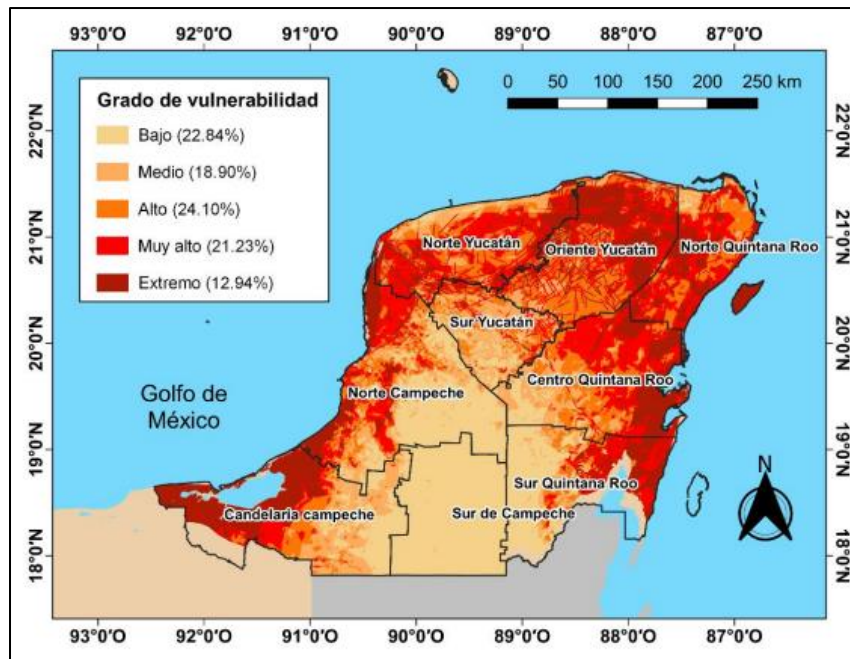 93°0'O 92°0'O 91°0'O 90°0'O 89°0'O 88°0'O 87°0'O
Grado de vulnerabilidad
Bajo (22.84%)
Medio (18.90%)
Alto (24.10%)
Muy alto (21.23%)
Extremo (12.94%)
0 50 100 150 200 250 km
22°0'N
21°0'N
20°0'N
19°0'N
18°0'N
22°0'N
21°0'N
20°0'N
19°0'N
18°0'N
Norte Yucatán
Oriente Yucatán
Norte Quintana Roo
Sur Yucatán
Centro Quintana Roo
Norte Campeche
Golfo de
México
Sur Quintana Roo
Candelaria campeche
Sur de Campeche
N
93°0'O 92°0'O 91°0'O 90°0'O 89°0'O 88°0'O 87°0'O